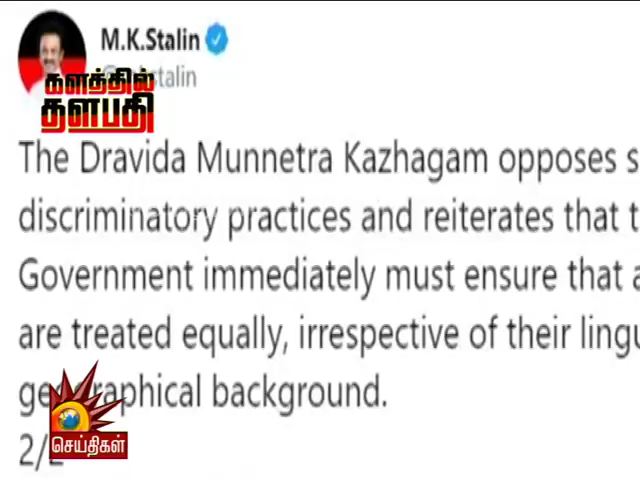 M.K.Stalin
களத்தில்
தளபதி
The Dravida Munnetra Kazhagam opposes
discriminatory practices and reiterates that
Government immediately must ensure that
are treated equally, irrespective of their
geographical background.
2/2
செய்திகள்